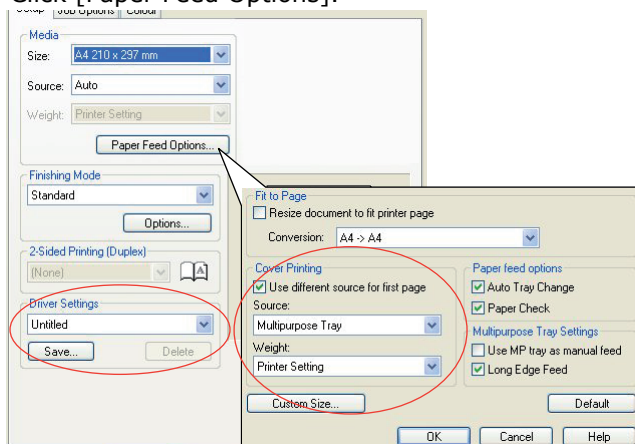 Click [Paper Feed Options].
Setup Job Options Colour
Media
Size: A4 210 x 297 mm
Source: Auto
Weight: Printer Setting
Paper Feed Options...
Finishing Mode
Standard
Options...
2-Sided Printing (Duplex)
(None)
A
Driver Settings
Untitled
Save... Delete
Fit to Page
Resize document to fit printer page
Conversion: A4 -> A4
Cover Printing
Use different source for first page
Source:
Multipurpose Tray
Weight:
Printer Setting
Custom Size...
Paper feed options
Auto Tray Change
Paper Check
Multipurpose Tray Settings
Use MP tray as manual feed
Long Edge Feed
Default
OK Cancel Help